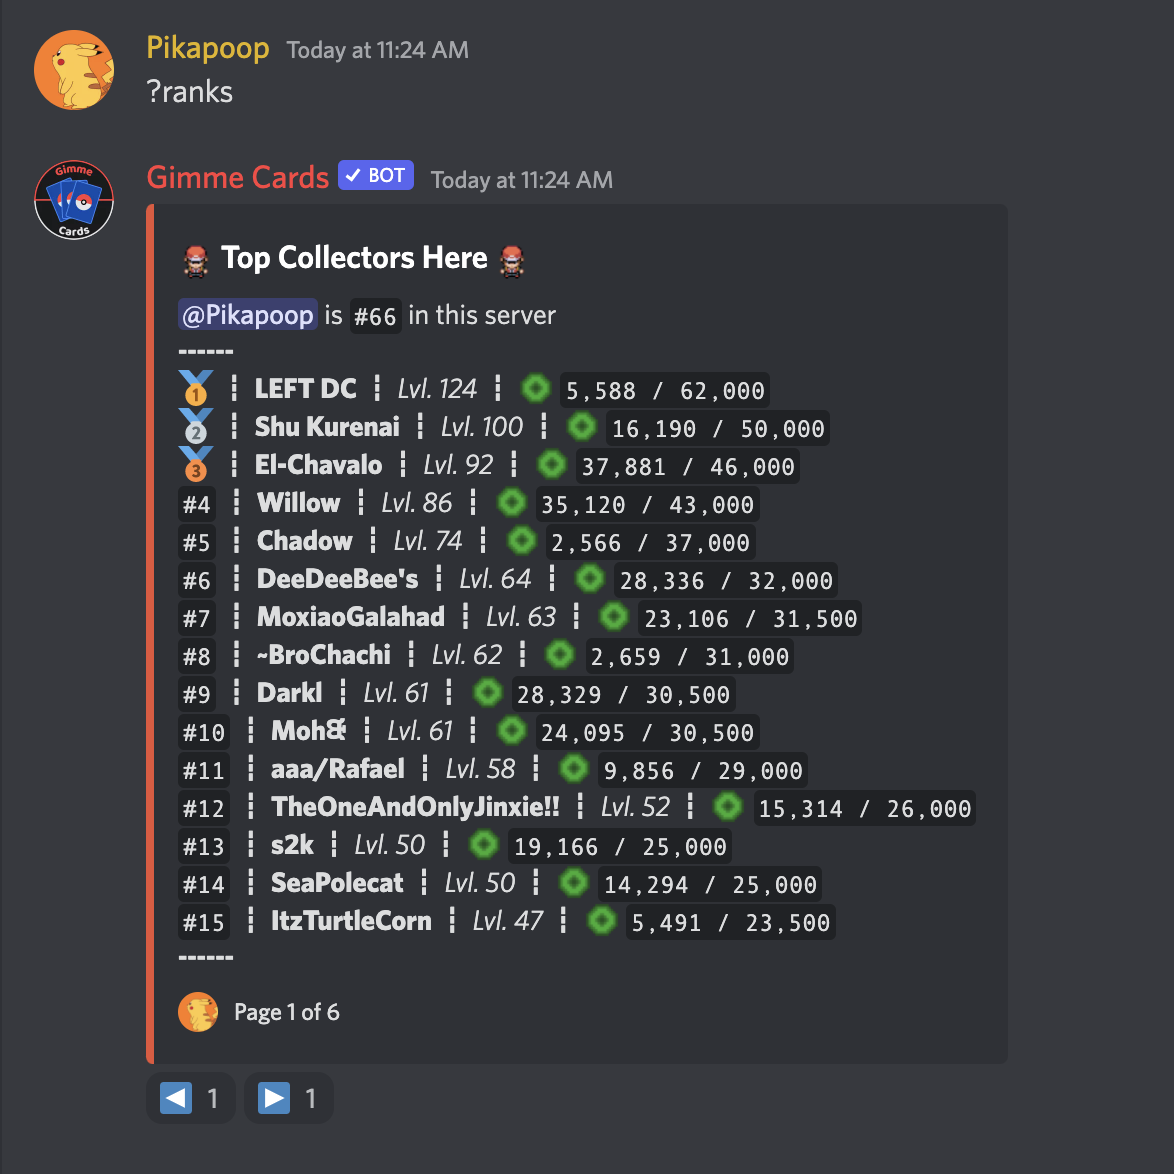 Pikapoop Today at 11:24 AM
?ranks
Gimme
Cards
Gimme Cards ✓ BOT Today at 11:24 AM
Top Collectors Here
@Pikapoop is #66 in this server
------
1 ┋ LEFT DC ┋ Lvl. 124 ┋ 5,588 / 62,000
2 ┋ Shu Kurenai ┋ Lvl. 100 ┋ 16,190 / 50,000
3 ┋ El-Chavalo ┋ Lvl. 92 ┋ 37,881 / 46,000
#4 ┋ Willow ┋ Lvl. 86 ┋ 35,120 / 43,000
#5 ┋ Chadow ┋ Lvl. 74 ┋ 2,566 / 37,000
#6 ┋ DeeDeeBee's ┋ Lvl. 64 ┋ 28,336 / 32,000
#7 ┋ MoxiaoGalahad ┋ Lvl. 63 ┋ 23,106 / 31,500
#8 ┋ ~BroChachi ┋ Lvl. 62 ┋ 2,659 / 31,000
#9 ┋ Darkl ┋ Lvl. 61 ┋ 28,329 / 30,500
#10 ┋ Moh&̃ ┋ Lvl. 61 ┋ 24,095 / 30,500
#11 ┋ aaa/Rafael ┋ Lvl. 58 ┋ 9,856 / 29,000
#12 ┋ TheOneAndOnlyJinxie!! ┋ Lvl. 52 ┋ 15,314 / 26,000
#13 ┋ s2k ┋ Lvl. 50 ┋ 19,166 / 25,000
#14 ┋ SeaPolecat ┋ Lvl. 50 ┋ 14,294 / 25,000
#15 ┋ ItzTurtleCorn ┋ Lvl. 47 ┋ 5,491 / 23,500
------
Page 1 of 6
◀ 1 ▶ 1